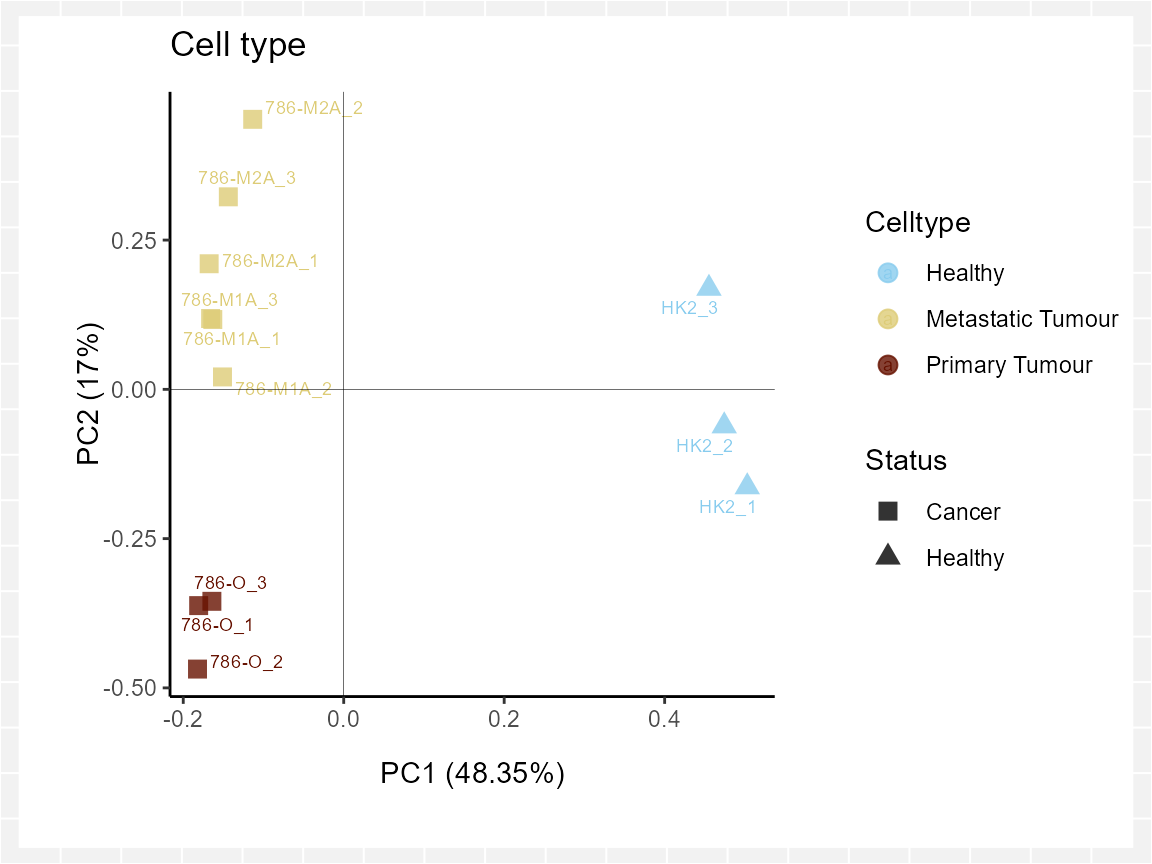 Cell type
786-M2A_2
786-M2A_3
786-M2A_1
786-M1A_3
786-M1A_1
786-M1A_2
HK2_3
HK2_2
HK2_1
786-O_3
786-O_1
786-O_2
0.25
0.00
-0.25
-0.50
PC2 (17%)
-0.2
0.0
0.2
0.4
PC1 (48.35%)
Celltype
a Healthy
a Metastatic Tumour
a Primary Tumour
Status
Cancer
Healthy